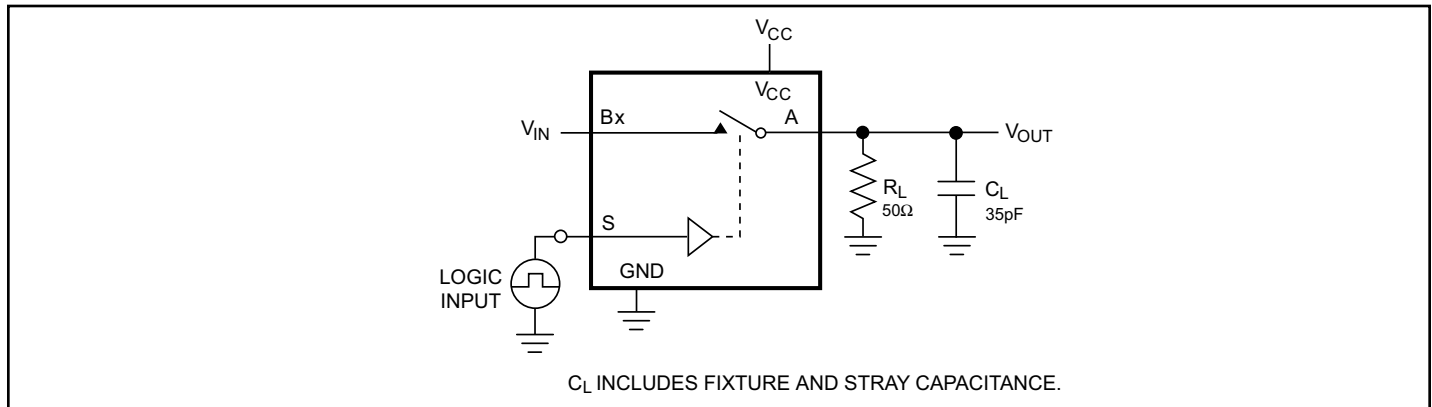 VCC
VCC
VIN
Bx
A
VOUT
RL
50Ω
CL
35pF
S
LOGIC
INPUT
GND
CL INCLUDES FIXTURE AND STRAY CAPACITANCE.